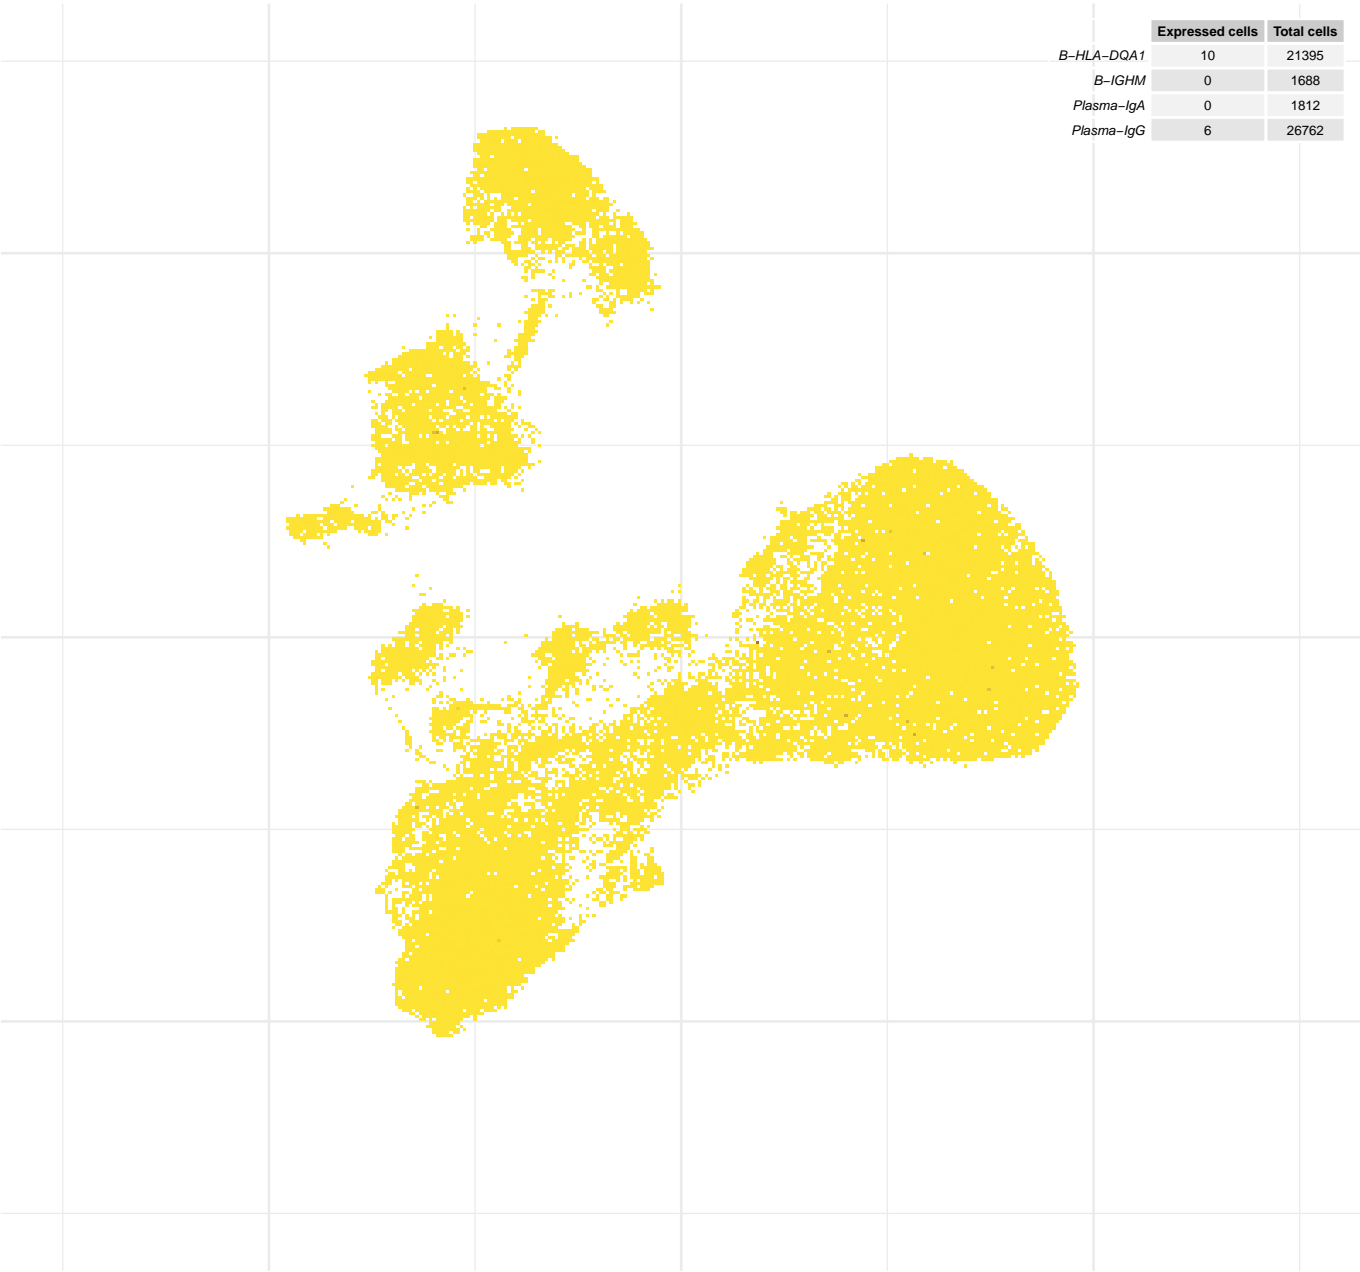 Expressed cells Total cells
B−HLA−DQA1 10 21395
B−IGHM 0 1688
Plasma−IgA 0 1812
Plasma−IgG 6 26762